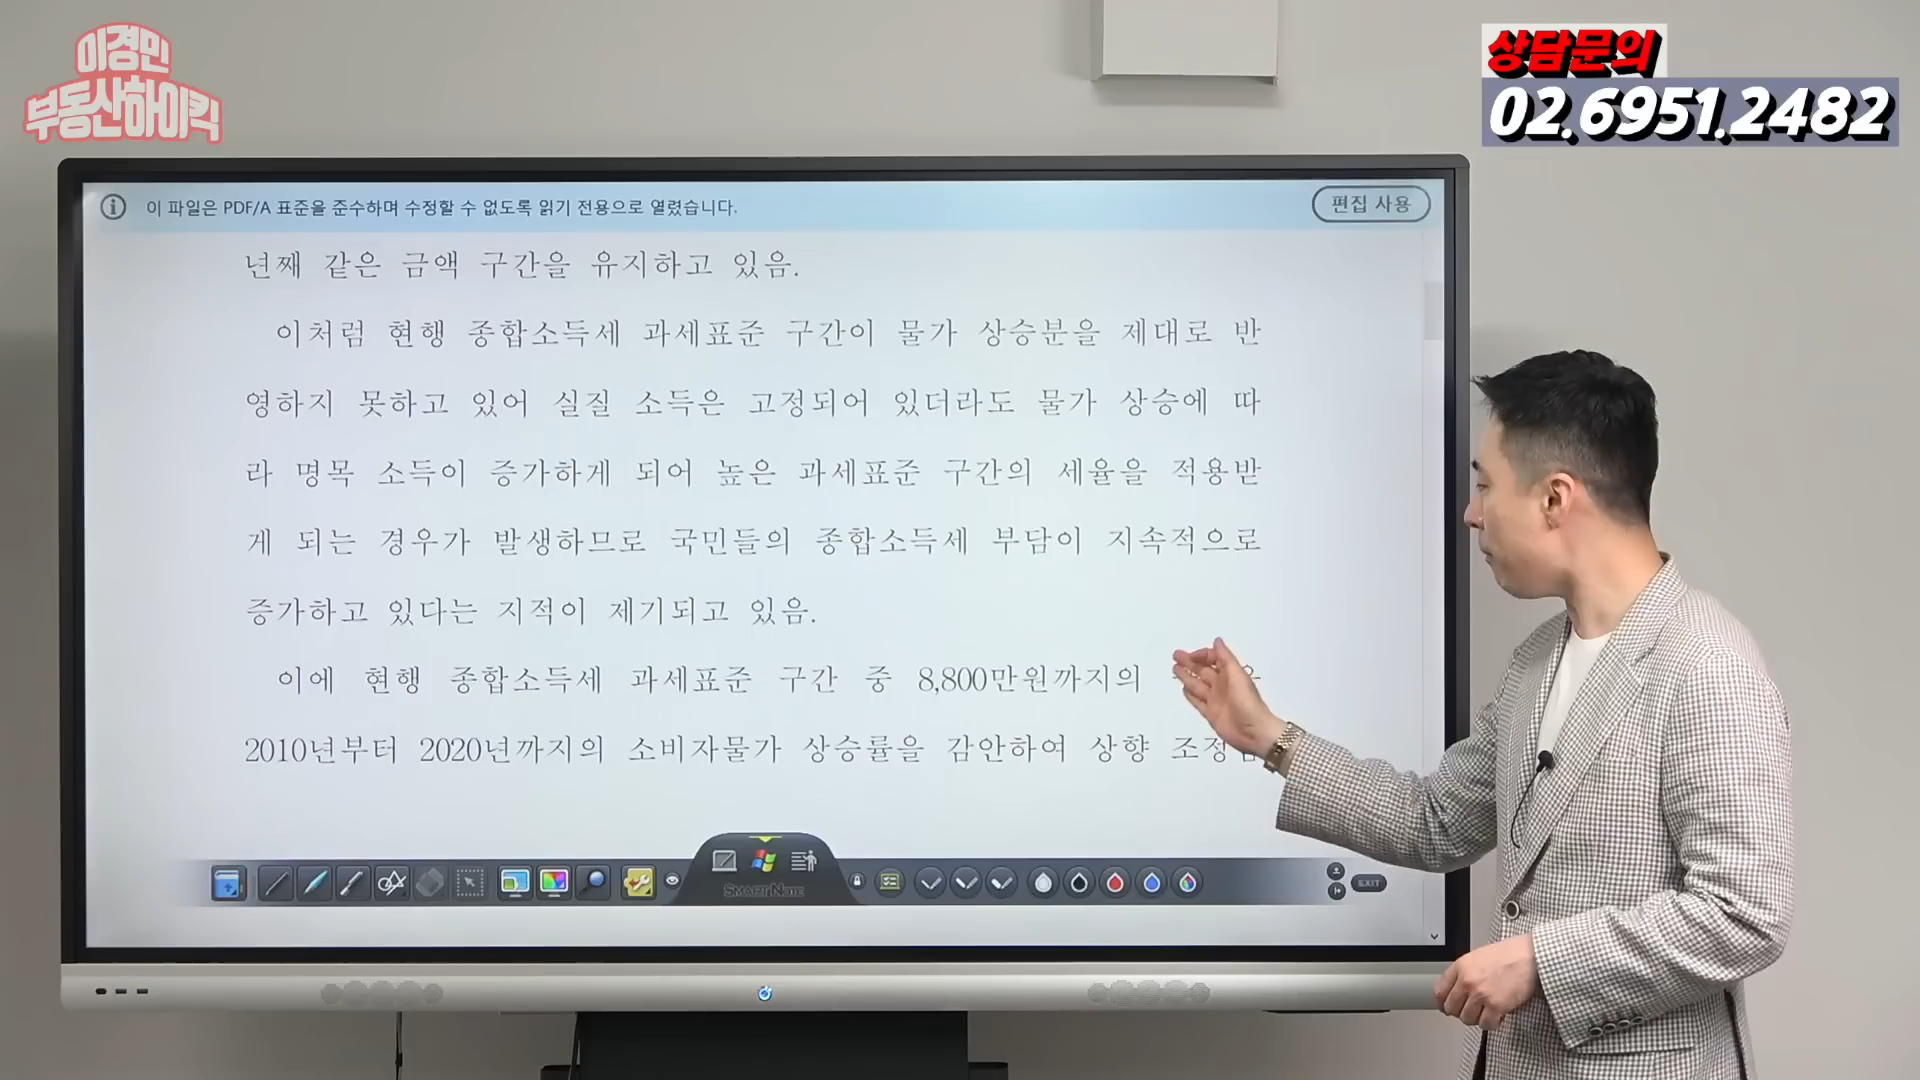 이경민
부동산하이킥
상담문의
02.6951.2482
이 파일은 PDF/A 표준을 준수하며 수정할 수 없도록 읽기 전용으로 열렸습니다.
편집 사용
년째 같은 금액 구간을 유지하고 있음.
이처럼 현행 종합소득세 과세표준 구간이 물가 상승분을 제대로 반
영하지 못하고 있어 실질 소득은 고정되어 있더라도 물가 상승에 따
라 명목 소득이 증가하게 되어 높은 과세표준 구간의 세율을 적용받
게 되는 경우가 발생하므로 국민들의 종합소득세 부담이 지속적으로
증가하고 있다는 지적이 제기되고 있음.
이에 현행 종합소득세 과세표준 구간 중 8,800만원까지의
2010년부터 2020년까지의 소비자물가 상승률을 감안하여 상향
SMART NOTE
EXIT